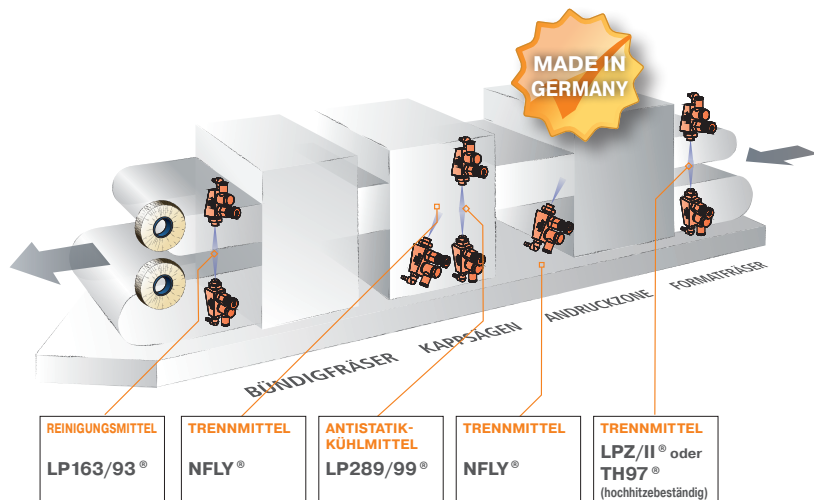 MADE IN
GERMANY
FORMATFRÄSER
ANDRUCKZONE
KAPPSÄGEN
BÜNDIGFRÄSER
REINIGUNGSMITTEL
LP163/93®
TRENNMITTEL
NFLY®
ANTISTATIK-
KÜHLMITTEL
LP289/99®
TRENNMITTEL
NFLY®
TRENNMITTEL
LPZ/II® oder
TH97®
(hochhitzebeständig)